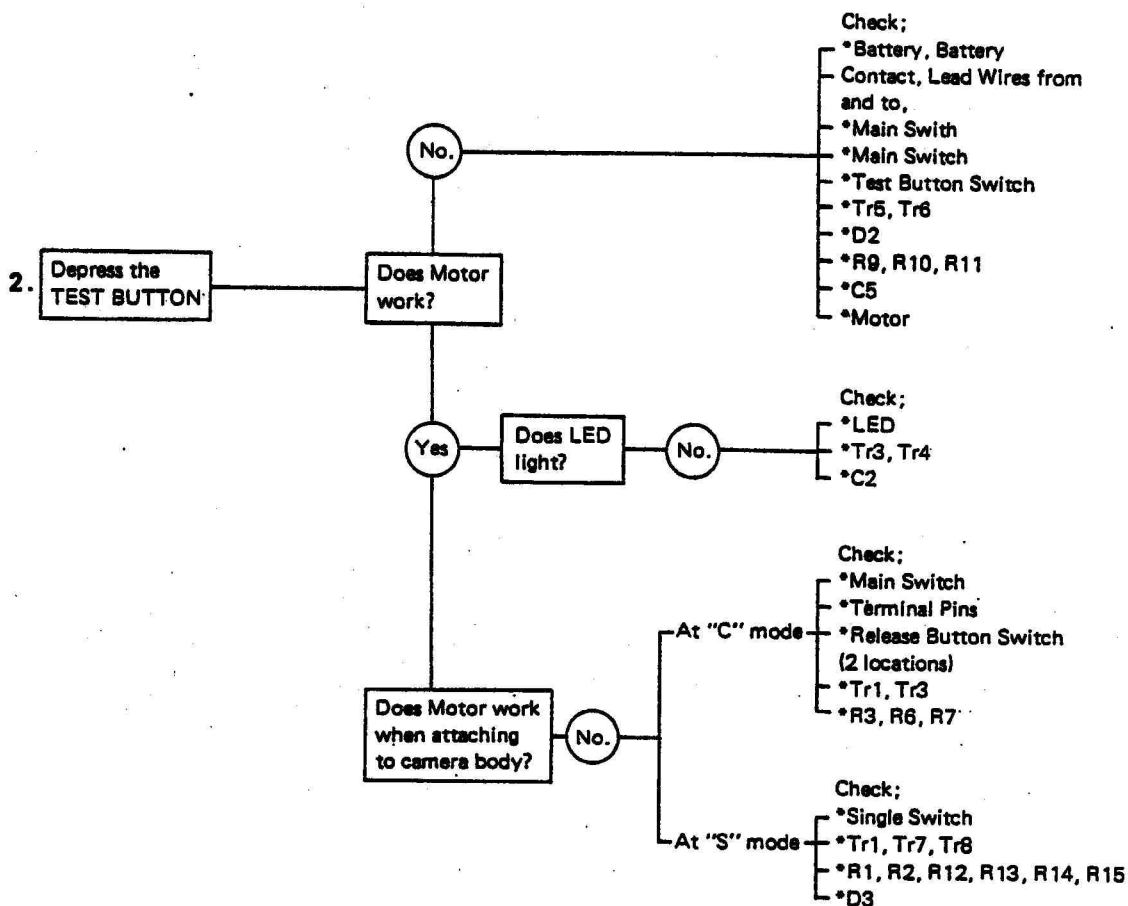 Check;
*Battery, Battery
Contact, Lead Wires from
and to,
*Main Swith
*Main Switch
*Test Button Switch
*Tr5, Tr6
*D2
*R9, R10, R11
*C5
*Motor
No.
2.
Depress the
TEST BUTTON
Does Motor
work?
Check;
*LED
*Tr3, Tr4
*C2
Yes
Does LED
light?
No.
Check;
*Main Switch
*Terminal Pins
*Release Button Switch
(2 locations)
*Tr1, Tr3
*R3, R6, R7
At "C" mode
Does Motor work
when attaching
to camera body?
No.
Check;
*Single Switch
*Tr1, Tr7, Tr8
*R1, R2, R12, R13, R14, R15
*D3
At "S" mode